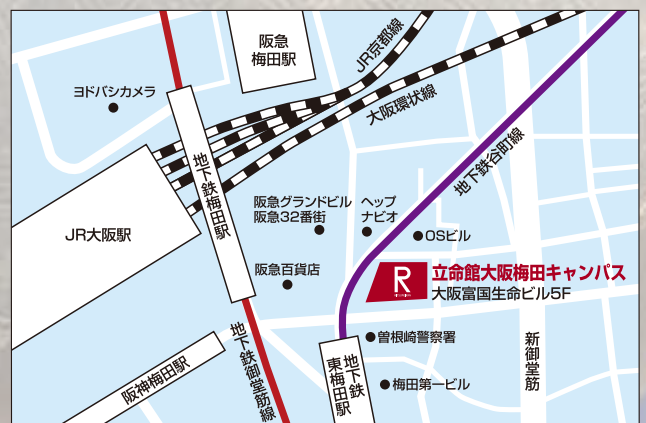 阪急
梅田駅
JR京都線
ヨドバシカメラ
大阪環状線
地下鉄谷町線
地下鉄梅田駅
阪急グランドビル
阪急32番街
ヘップ
ナビオ
JR大阪駅
OSビル
阪急百貨店
R
立命館大阪梅田キャンパス
大阪富国生命ビル5F
曽根崎警察署
地下鉄御堂筋線
新御堂筋
阪神梅田駅
地下鉄
東梅田駅
梅田第一ビル